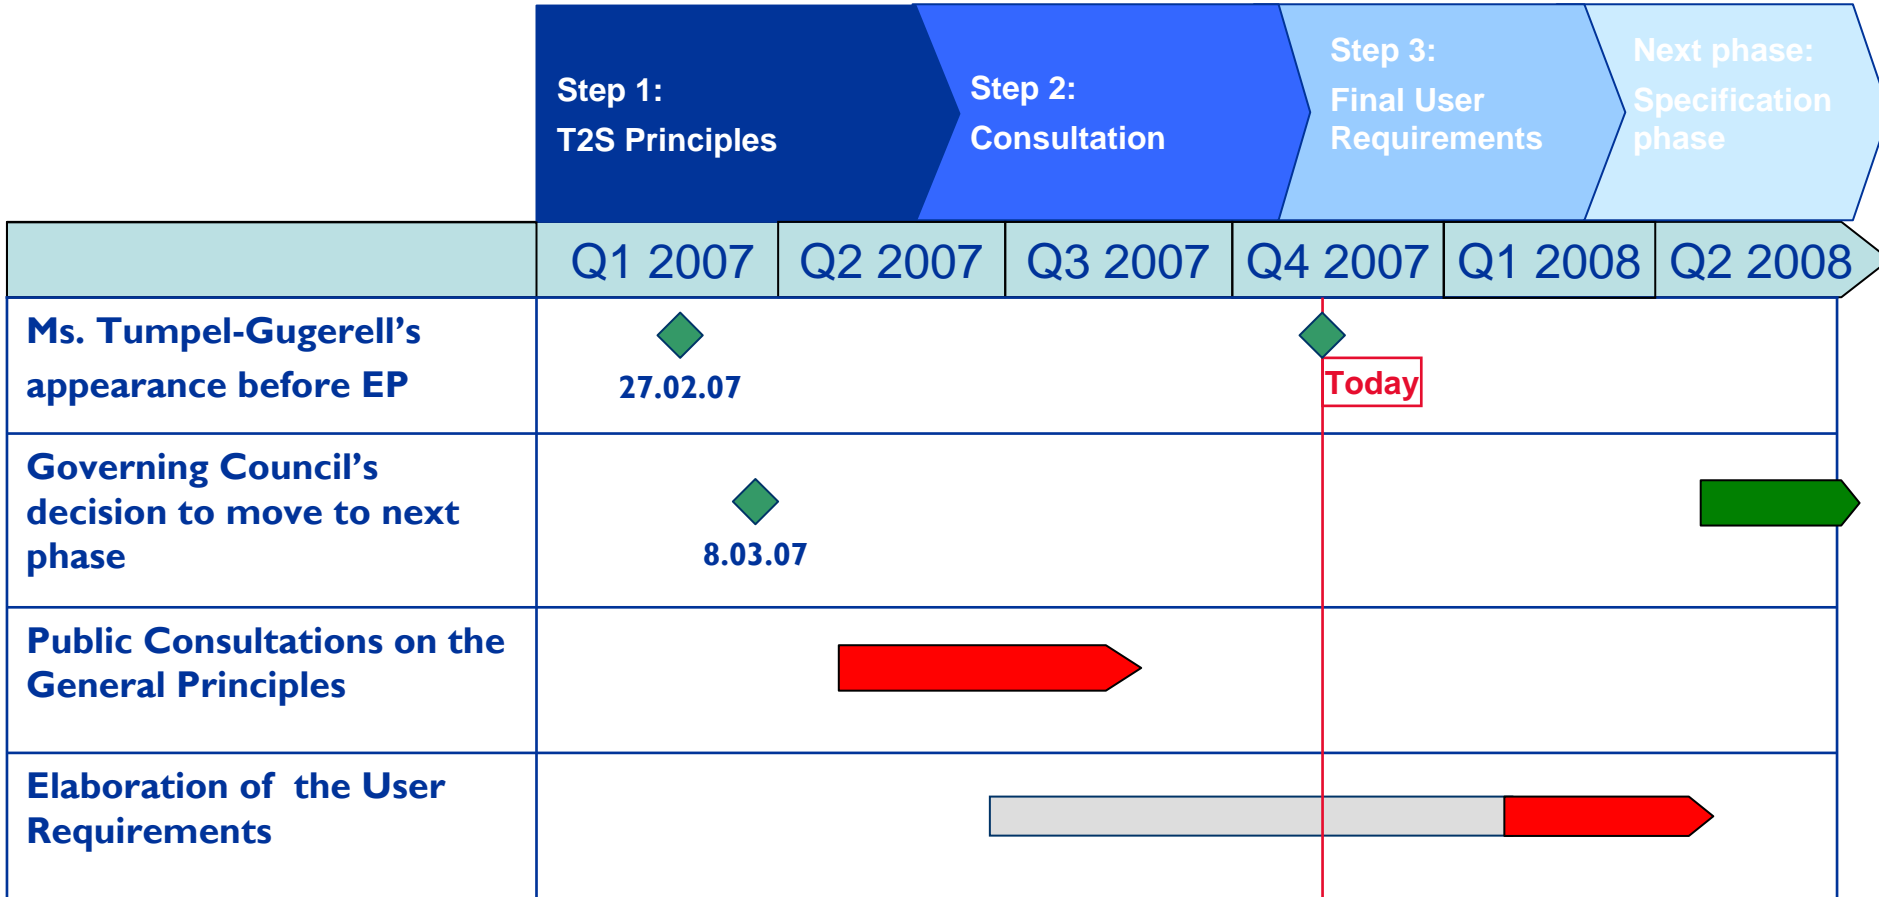 Step 1:
T2S Principles
Step 2:
Consultation
Step 3:
Final User
Requirements
Next phase:
Specification
phase
Q1 2007
Q2 2007
Q3 2007
Q4 2007
Q1 2008
Q2 2008
Ms. Tumpel-Gugerell’s
appearance before EP
27.02.07
Today
Governing Council’s
decision to move to next
phase
8.03.07
Public Consultations on the
General Principles
Elaboration of  the User
Requirements